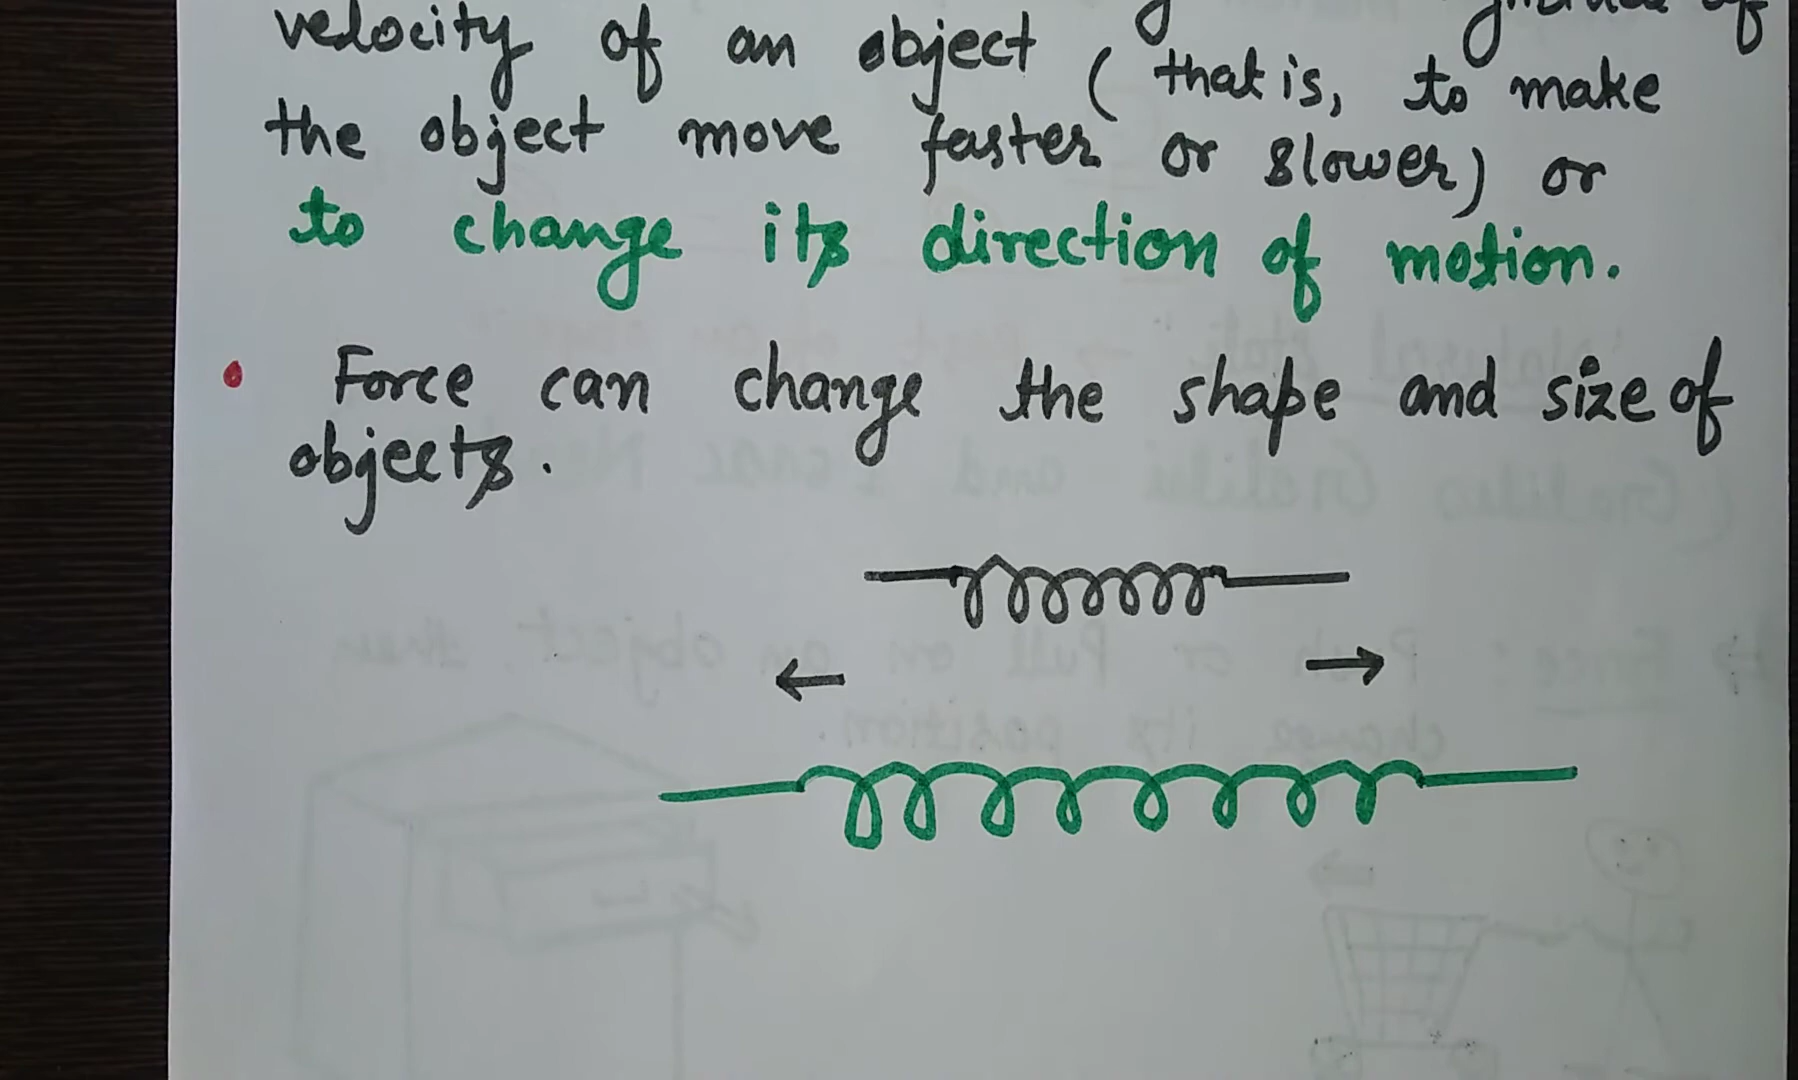 velocity of an object (that is, to make
the object move faster or slower) or
to change its direction of motion.
• Force can change the shape and size of
objects.